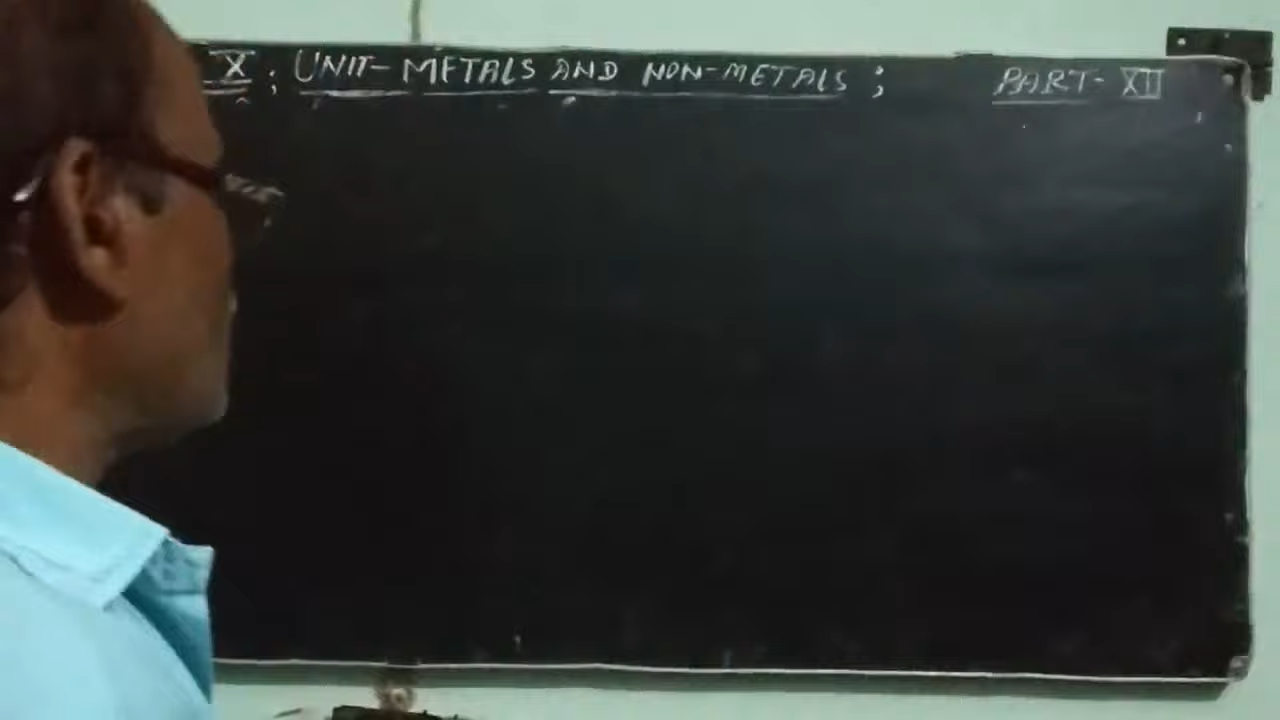 X ; UNIT- METALS AND NON-METALS ; PART- XII